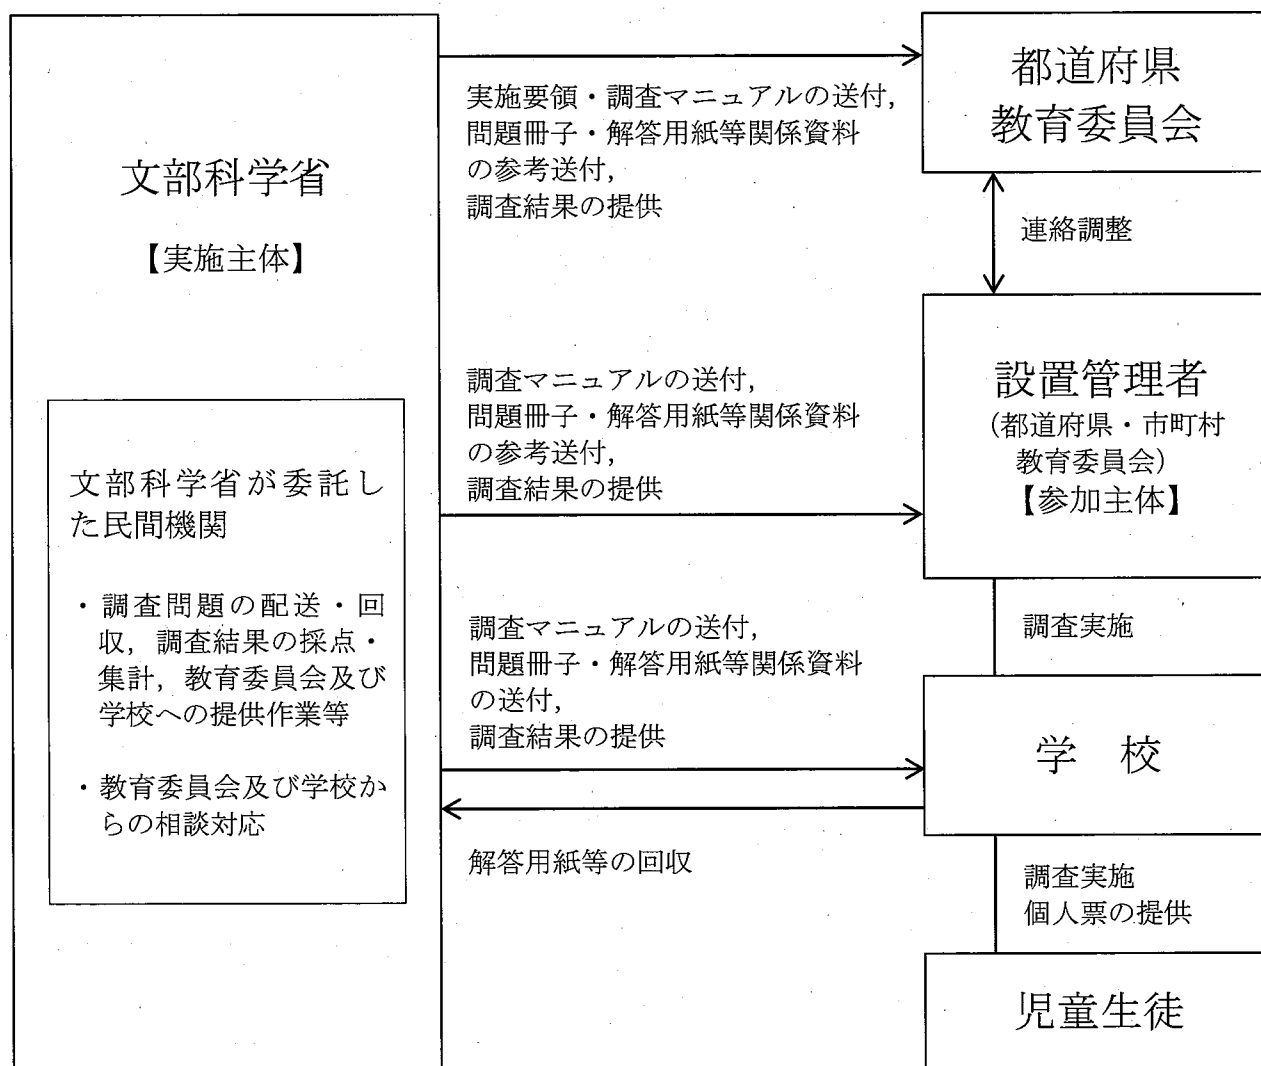 文部科学省
【実施主体】
文部科学省が委託し
た民間機関
・調査問題の配送・回
収，調査結果の採点・
集計，教育委員会及び
学校への提供作業等
・教育委員会及び学校か
らの相談対応
実施要領・調査マニュアルの送付，
問題冊子・解答用紙等関係資料
の参考送付，
調査結果の提供
調査マニュアルの送付，
問題冊子・解答用紙等関係資料
の参考送付，
調査結果の提供
調査マニュアルの送付，
問題冊子・解答用紙等関係資料
の送付，
調査結果の提供
解答用紙等の回収
都道府県
教育委員会
連絡調整
設置管理者
（都道府県・市町村
教育委員会）
【参加主体】
調査実施
学　校
調査実施
個人票の提供
児童生徒